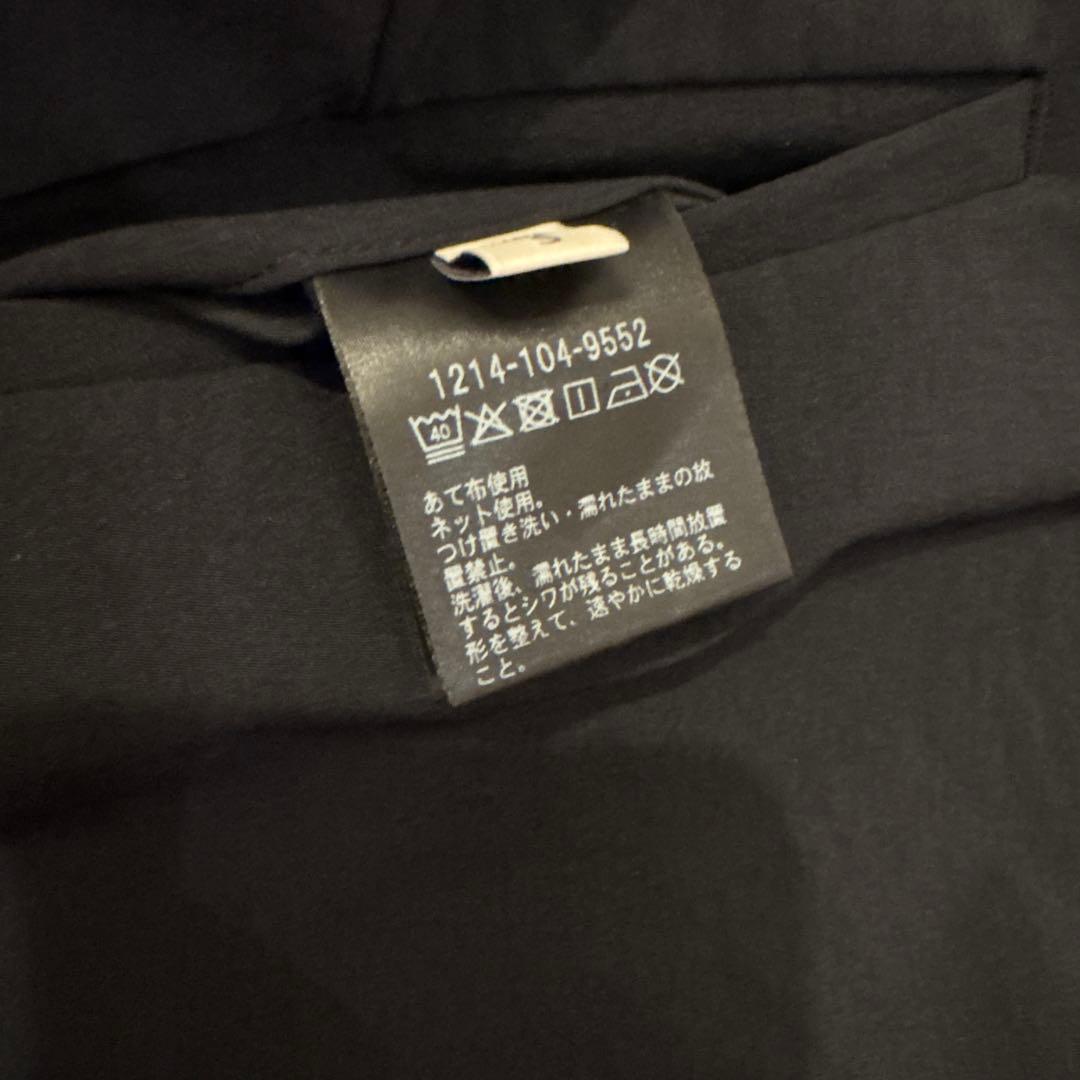 1214-104-9552
40
あて布使用
ネット使用。
つけ置き洗い・濡れたままの放
置禁止。
洗濯後、濡れたまま長時間放置
するとシワが残ることがある。
形を整えて、速やかに乾燥する
こと。